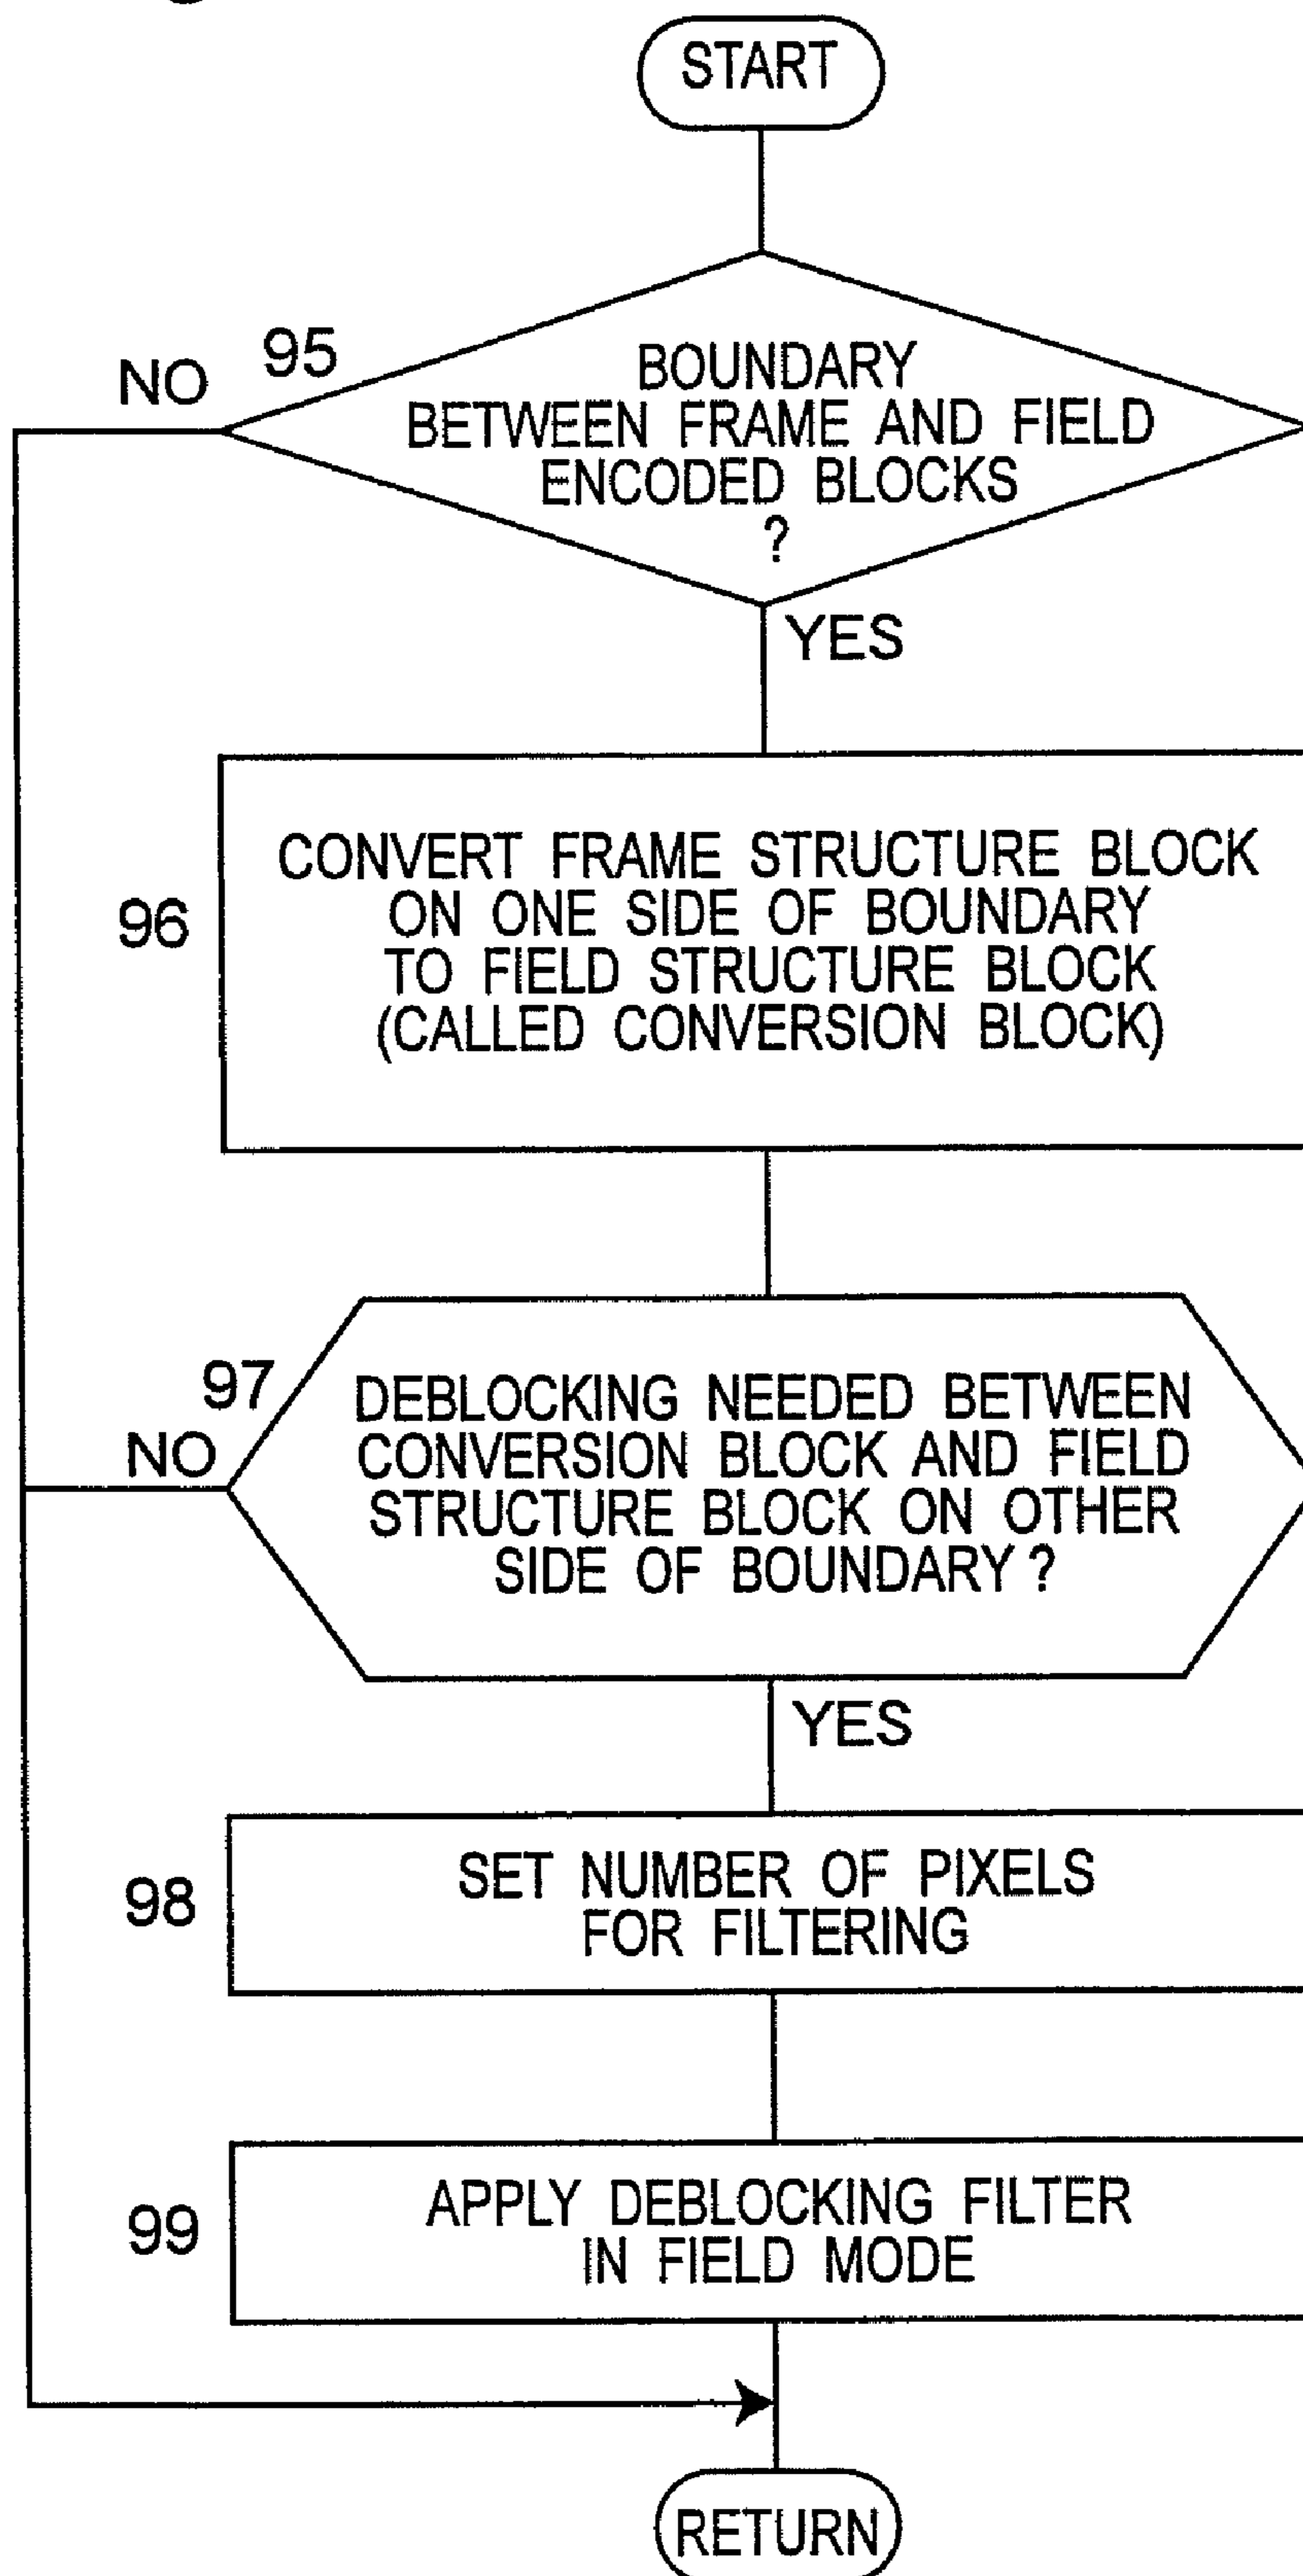 START
95
NO
BOUNDARY
BETWEEN FRAME AND FIELD
ENCODED BLOCKS
?
YES
96
CONVERT FRAME STRUCTURE BLOCK
ON ONE SIDE OF BOUNDARY
TO FIELD STRUCTURE BLOCK
(CALLED CONVERSION BLOCK)
97
NO
DEBLOCKING NEEDED BETWEEN
CONVERSION BLOCK AND FIELD
STRUCTURE BLOCK ON OTHER
SIDE OF BOUNDARY ?
YES
98
SET NUMBER OF PIXELS
FOR FILTERING
99
APPLY DEBLOCKING FILTER
IN FIELD MODE
RETURN